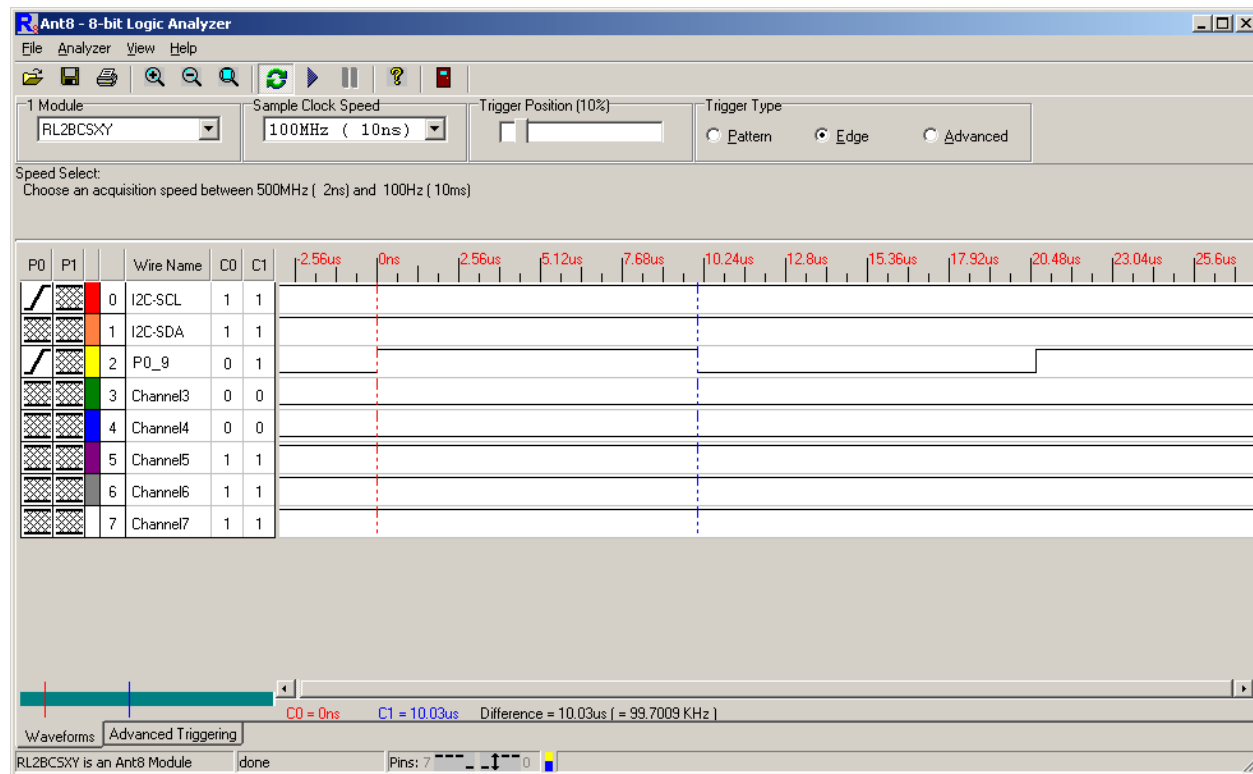 Ant8 - 8-bit Logic Analyzer
File Analyzer View Help
1 Module
RL2BCSXY
Sample Clock Speed
100MHz ( 10ns)
Trigger Position (10%)
Trigger Type
Pattern
Edge
Advanced
Speed Select:
Choose an acquisition speed between 500MHz ( 2ns) and 100Hz ( 10ms)
P0 P1 Wire Name C0 C1 -2.56us 0ns 2.56us 5.12us 7.68us 10.24us 12.8us 15.36us 17.92us 20.48us 23.04us 25.6us
0 I2C-SCL 1 1
1 I2C-SDA 1 1
2 P0_9 0 1
3 Channel3 0 0
4 Channel4 0 0
5 Channel5 1 1
6 Channel6 1 1
7 Channel7 1 1
C0 = 0ns C1 = 10.03us Difference = 10.03us ( = 99.7009 KHz )
Waveforms Advanced Triggering
RL2BCSXY is an Ant8 Module done Pins: 7 0